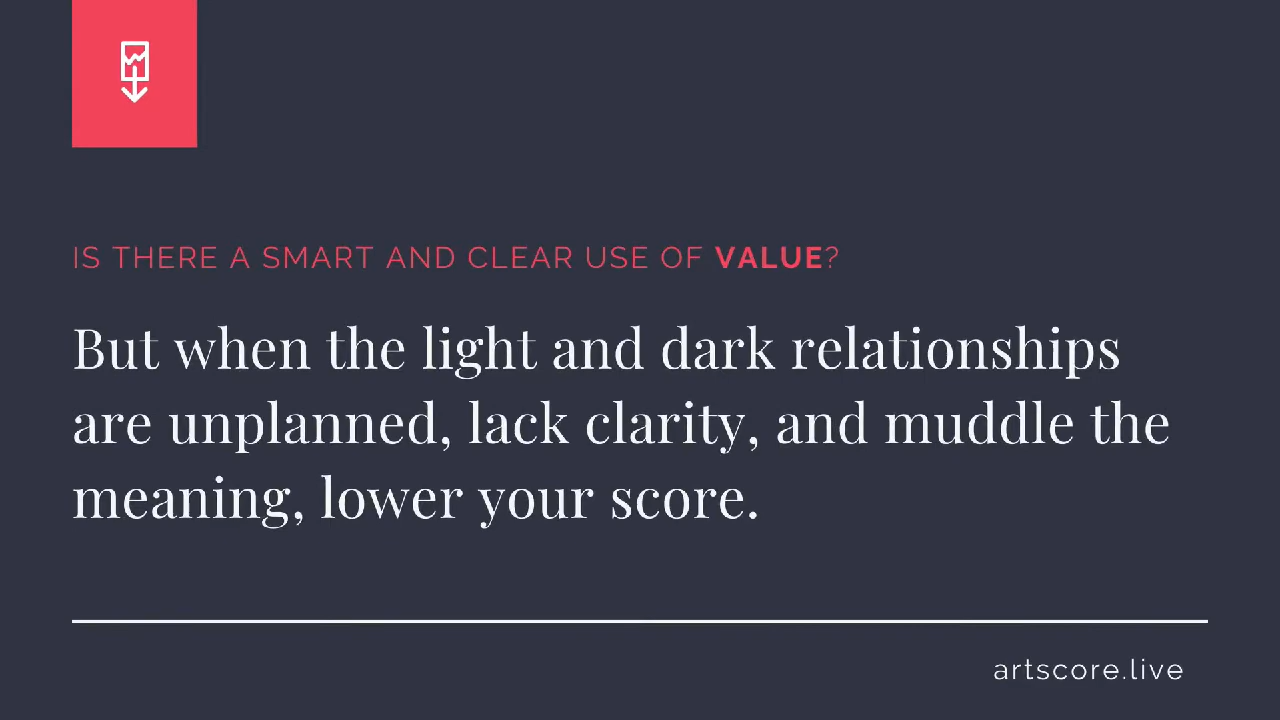 IS THERE A SMART AND CLEAR USE OF VALUE?
But when the light and dark relationships
are unplanned, lack clarity, and muddle the
meaning, lower your score.
artscore.live